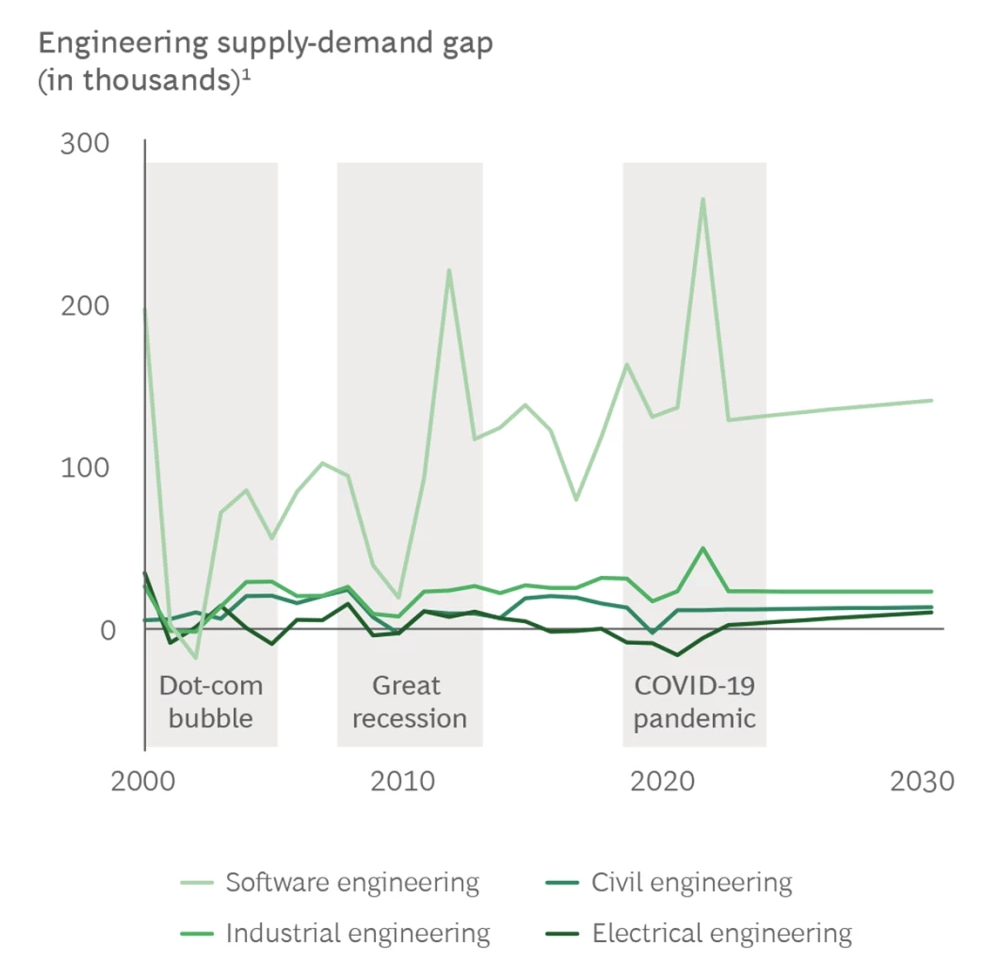 Engineering supply-demand gap
(in thousands)¹
300
200
100
0
Dot-com
bubble
Great
recession
COVID-19
pandemic
2000
2010
2020
2030
Software engineering
Civil engineering
Industrial engineering
Electrical engineering